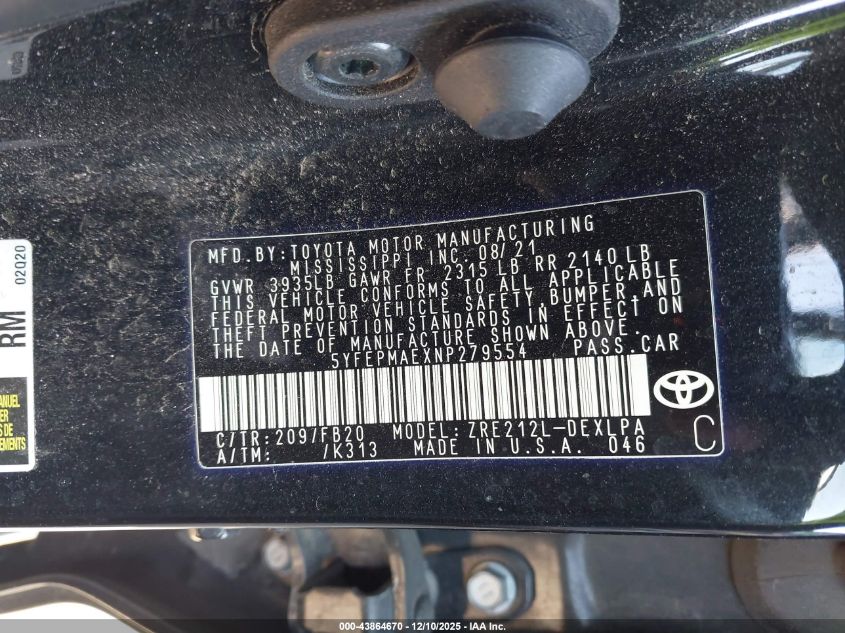 MFD. BY: TOYOTA MOTOR MANUFACTURING
MISSISSIPPI INC. 08/21
GVWR 3935LB GAWR FR 2315 LB RR 2140 LB
THIS VEHICLE CONFORMS TO ALL APPLICABLE
FEDERAL MOTOR VEHICLE SAFETY, BUMPER, AND
THEFT PREVENTION STANDARDS IN EFFECT ON
THE DATE OF MANUFACTURE SHOWN ABOVE.
5YFEPMAEXNP279554 PASS. CAR
C/TR: 209/FB20 MODEL: ZRE212L-DEXLPA
A/TM: /K313 MADE IN U.S.A. 046
C
02020
RM
000-43864670 - 12/10/2025 - IAA Inc.